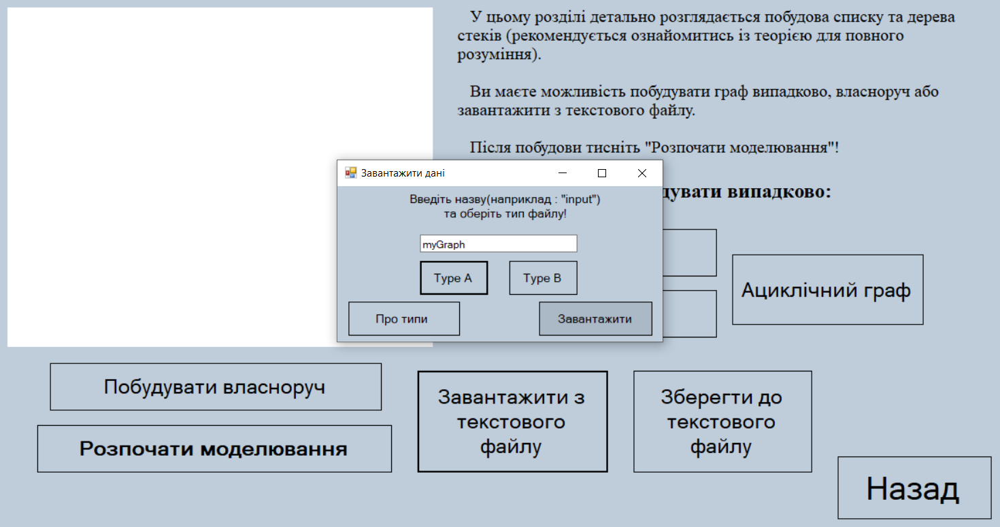 У цьому розділі детально розглядається побудова списку та дерева
стеків (рекомендується ознайомитись із теорією для повного
розуміння).
Ви маєте можливість побудувати граф випадково, власноруч або
завантажити з текстового файлу.
Після побудови тисніть "Розпочати моделювання"!
випадково:
Завантажити дані
Введіть назву(наприклад : "input")
та оберіть тип файлу!
myGraph
Type A
Type B
Про типи
Завантажити
Ациклічний граф
Побудувати власноруч
Розпочати моделювання
Завантажити з
текстового
файлу
Зберегти до
текстового
файлу
Назад